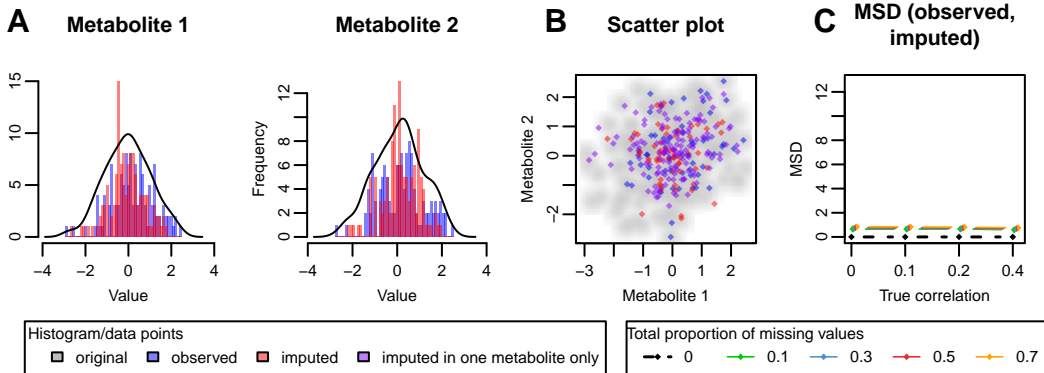 A
Metabolite 1
Metabolite 2
B
Scatter plot
C
MSD (observed,
imputed)
15
10
5
0
−4 −2 0 2 4
Value
Frequency
12
10
8
6
4
2
0
−4 −2 0 2 4
Value
Metabolite 2
2
1
0
−2
−3 −1 0 1 2
Metabolite 1
MSD
12
8
6
4
2
0
0 0.1 0.2 0.4
True correlation
Histogram/data points
original observed imputed imputed in one metabolite only
Total proportion of missing values
0 0.1 0.3 0.5 0.7